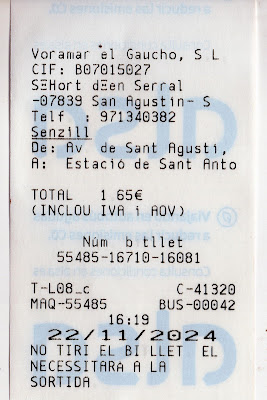 Voramar el Gaucho, S L
CIF: B07015027
SƎHort dƎen Serral
-07839 San Agustin- S
Telf : 971340382
Senzill
De: Av de Sant Agusti,
A: Estació de Sant Anto
TOTAL 1.65€
(INCLOU IVA i AOV)
Núm bitllet
55485-16710-16081
T-L08_c C-41320
MAQ-55485 BUS-00042
16:19
22/11/2024
NO TIRI EL BITLLET EL
NECESSITARA A LA
SORTIDA